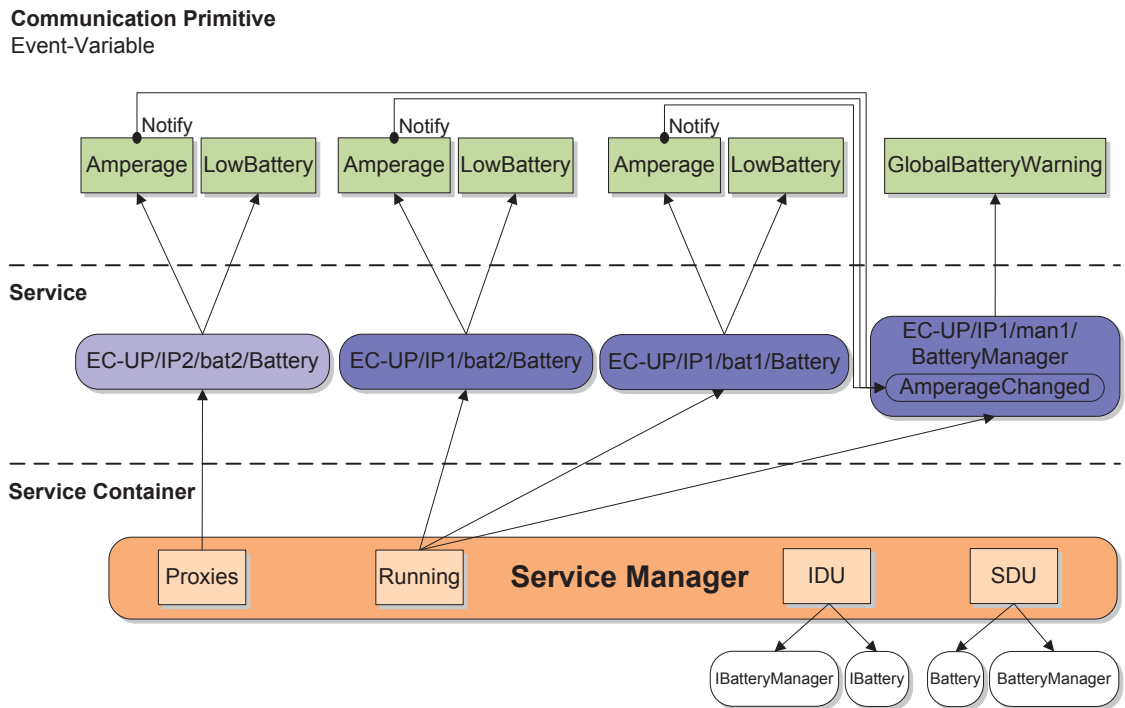 Communication Primitive
Event-Variable
Notify
Notify
Notify
Amperage
LowBattery
Amperage
LowBattery
Amperage
LowBattery
GlobalBatteryWarning
Service
EC-UP/IP2/bat2/Battery
EC-UP/IP1/bat2/Battery
EC-UP/IP1/bat1/Battery
EC-UP/IP1/man1/
BatteryManager
AmperageChanged
Service Container
Proxies
Running
Service Manager
IDU
SDU
IBatteryManager
IBattery
Battery
BatteryManager